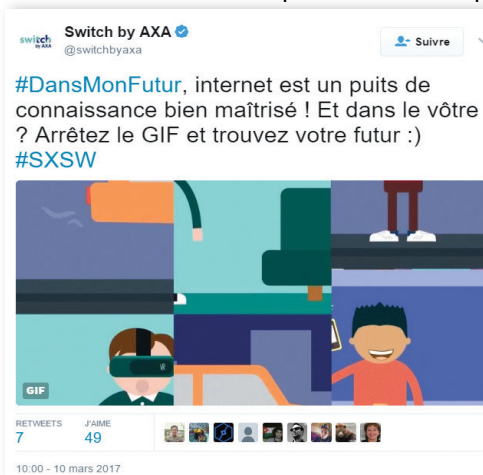 switch
by AXA
Switch by AXA
@switchbyaxa
Suivre
#DansMonFutur, internet est un puits de
connaissance bien maîtrisé ! Et dans le vôtre
? Arrêtez le GIF et trouvez votre futur :)
#SXSW
VR
GIF
RETWEETS
7
J'AIME
49
10:00 - 10 mars 2017